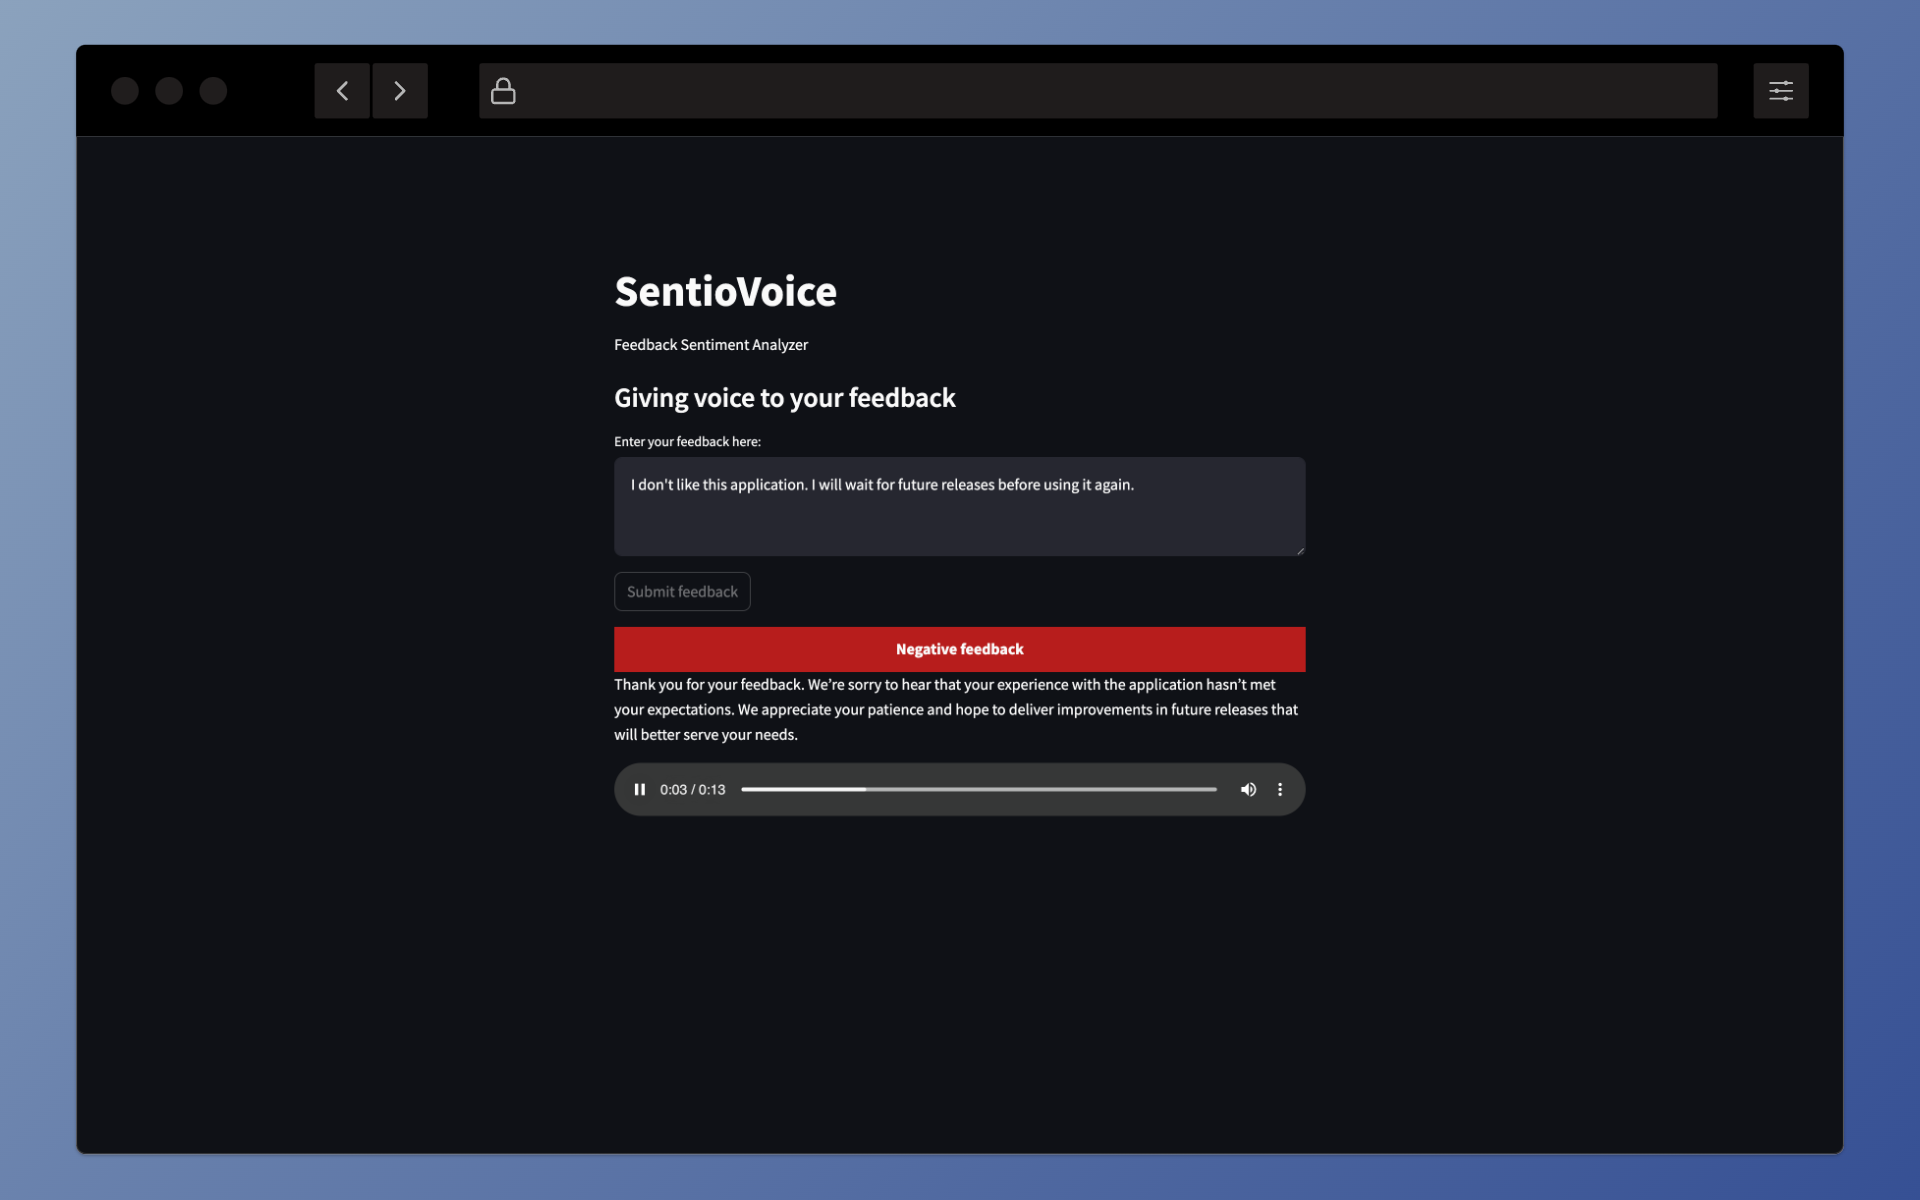 SentioVoice
Feedback Sentiment Analyzer
Giving voice to your feedback
Enter your feedback here:
I don't like this application. I will wait for future releases before using it again.
Submit feedback
Negative feedback
Thank you for your feedback. We’re sorry to hear that your experience with the application hasn’t met
your expectations. We appreciate your patience and hope to deliver improvements in future releases that
will better serve your needs.
0:03 / 0:13